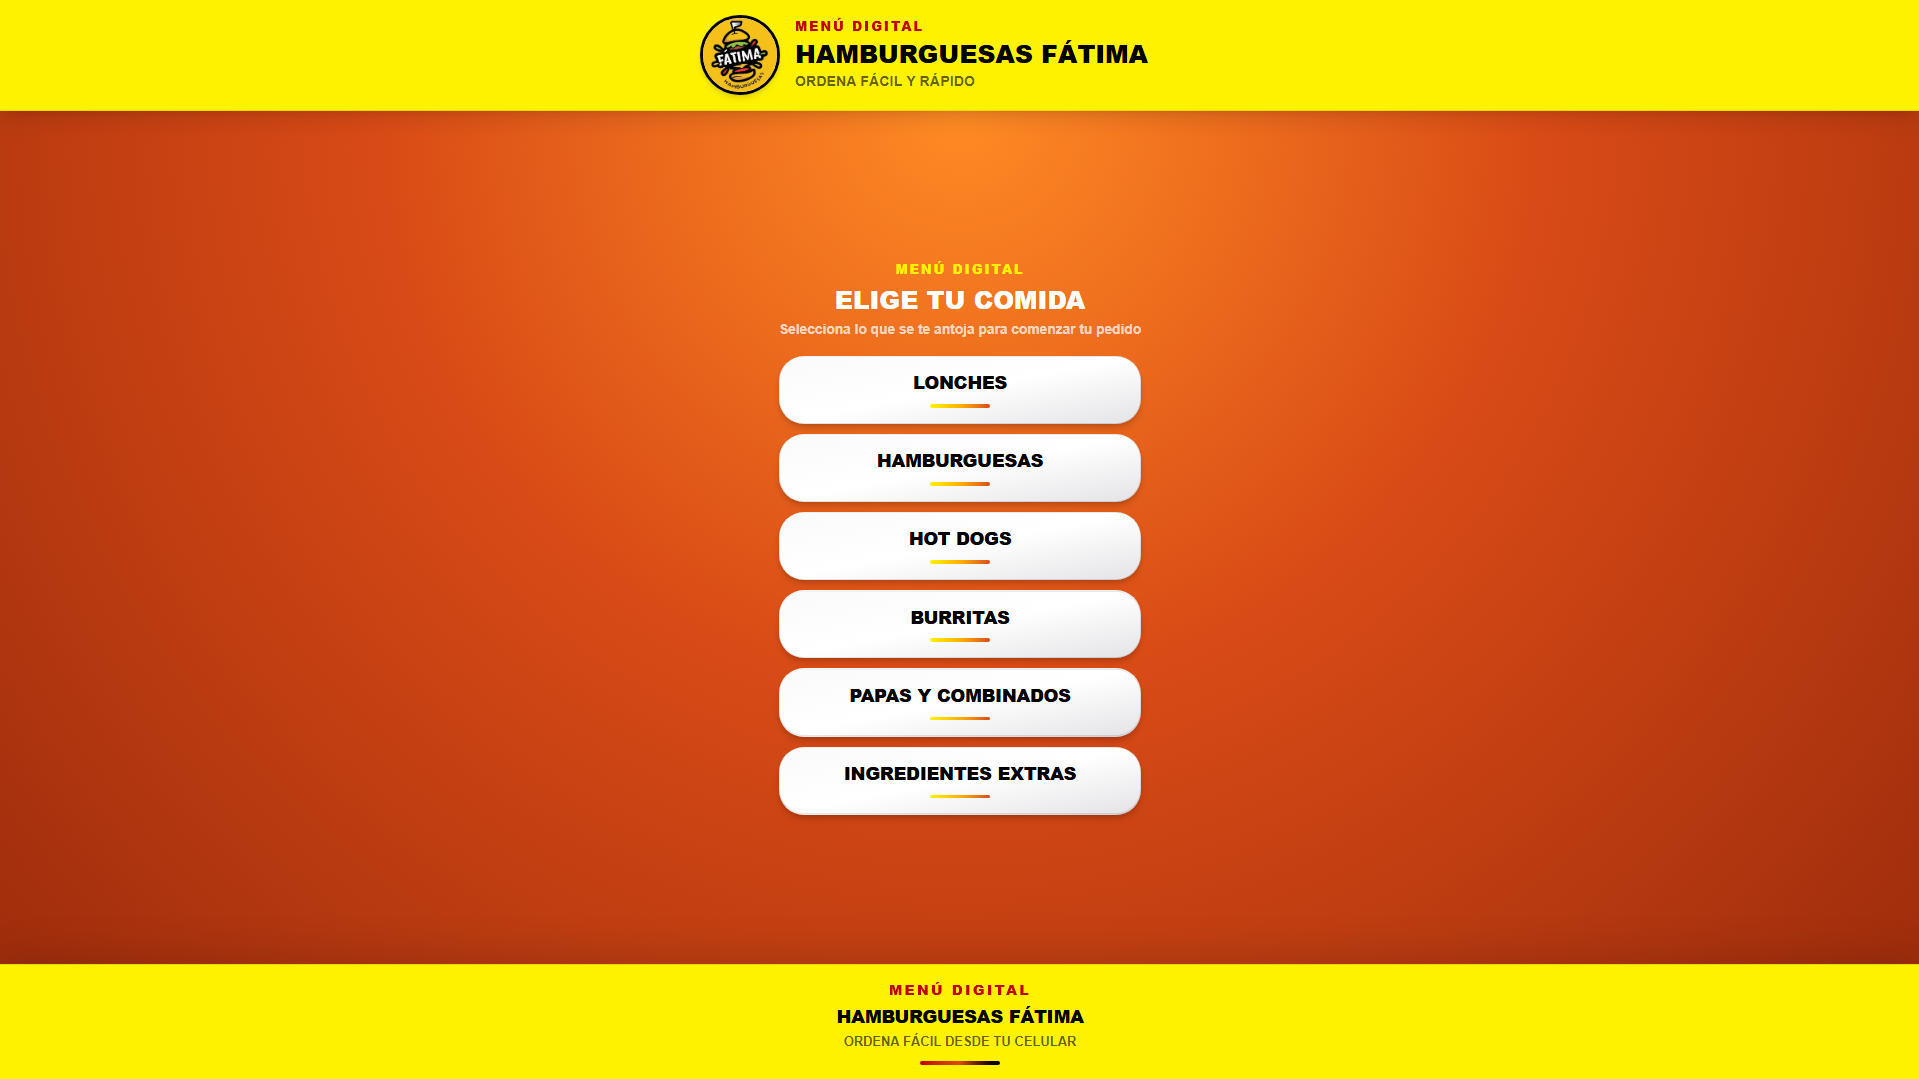 FÁTIMA
HAMBURGUESAS
MENÚ DIGITAL
HAMBURGUESAS FÁTIMA
ORDENA FÁCIL Y RÁPIDO
MENÚ DIGITAL
ELIGE TU COMIDA
Selecciona lo que se te antoja para comenzar tu pedido
LONCHES
HAMBURGUESAS
HOT DOGS
BURRITAS
PAPAS Y COMBINADOS
INGREDIENTES EXTRAS
MENÚ DIGITAL
HAMBURGUESAS FÁTIMA
ORDENA FÁCIL DESDE TU CELULAR